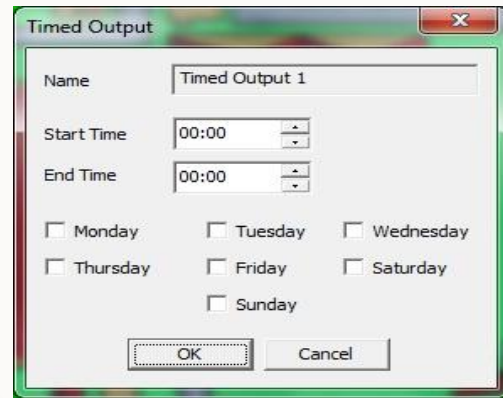 Timed Output
Name Timed Output 1
Start Time 00:00
End Time 00:00
Monday Tuesday Wednesday
Thursday Friday Saturday
Sunday
OK Cancel